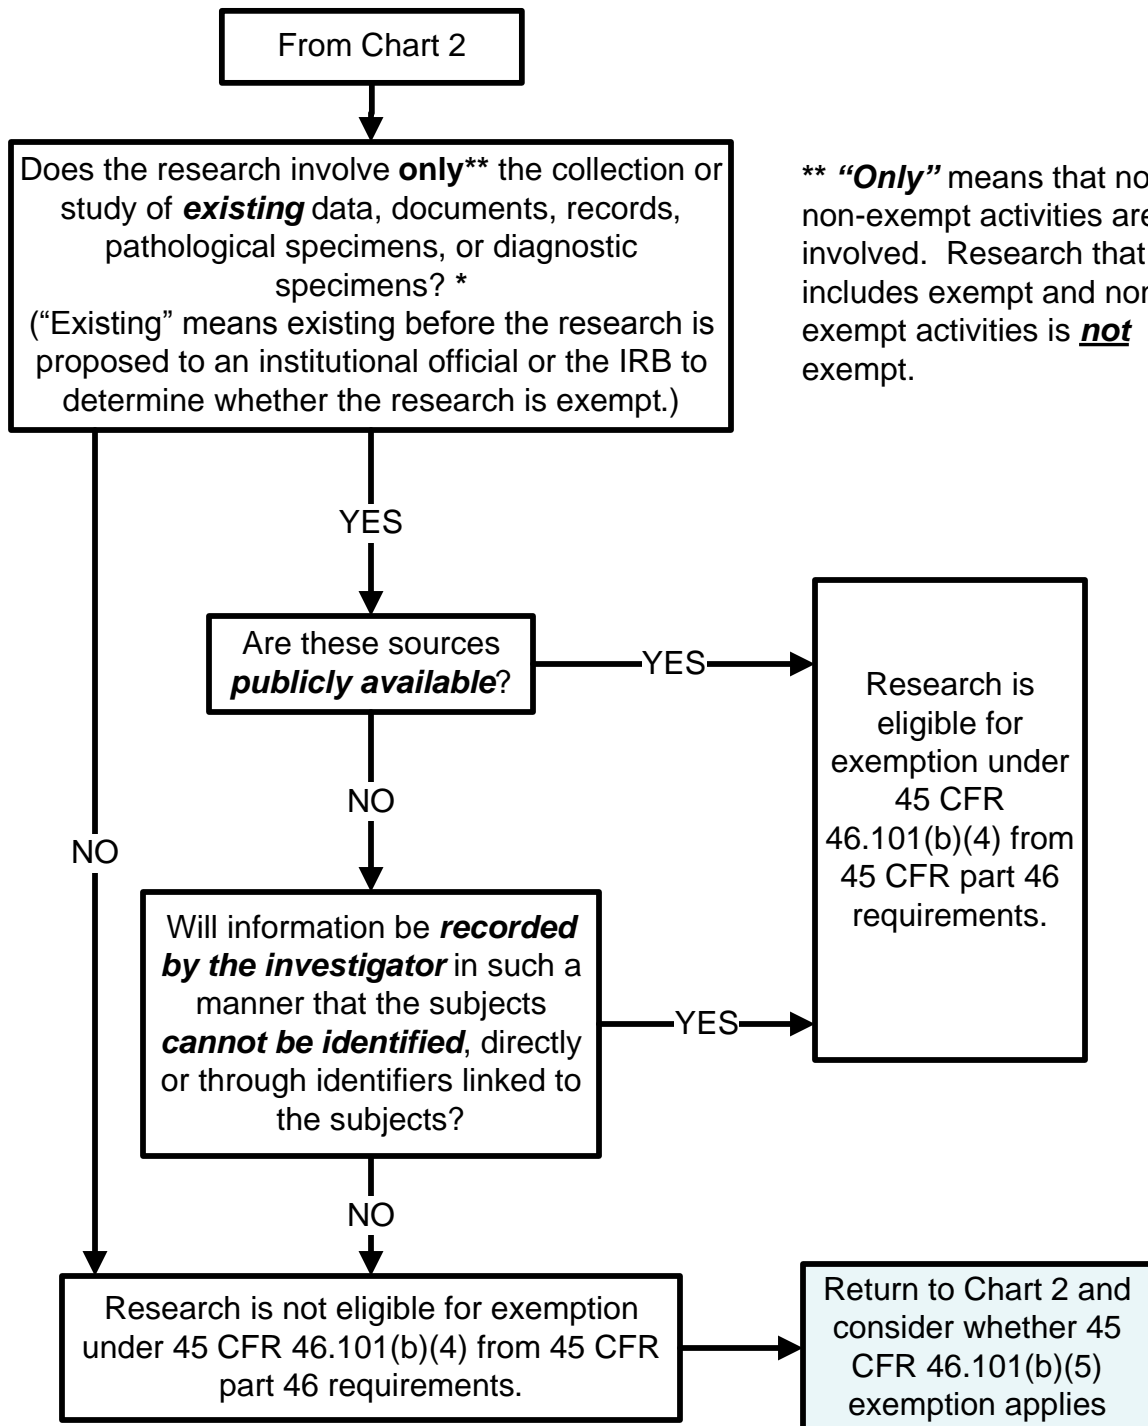 From Chart 2
Does the research involve only** the collection or
study of existing data, documents, records,
pathological specimens, or diagnostic
specimens? *
(“Existing” means existing before the research is
proposed to an institutional official or the IRB to
determine whether the research is exempt.)
** “Only” means that no
non-exempt activities are
involved.  Research that
includes exempt and non
exempt activities is not
exempt.
YES
Are these sources
publicly available?
YES
Research is
eligible for
exemption under
45 CFR
46.101(b)(4) from
45 CFR part 46
requirements.
NO
NO
Will information be recorded
by the investigator in such a
manner that the subjects
cannot be identified, directly
or through identifiers linked to
the subjects?
YES
NO
Research is not eligible for exemption
under 45 CFR 46.101(b)(4) from 45 CFR
part 46 requirements.
Return to Chart 2 and
consider whether 45
CFR 46.101(b)(5)
exemption applies